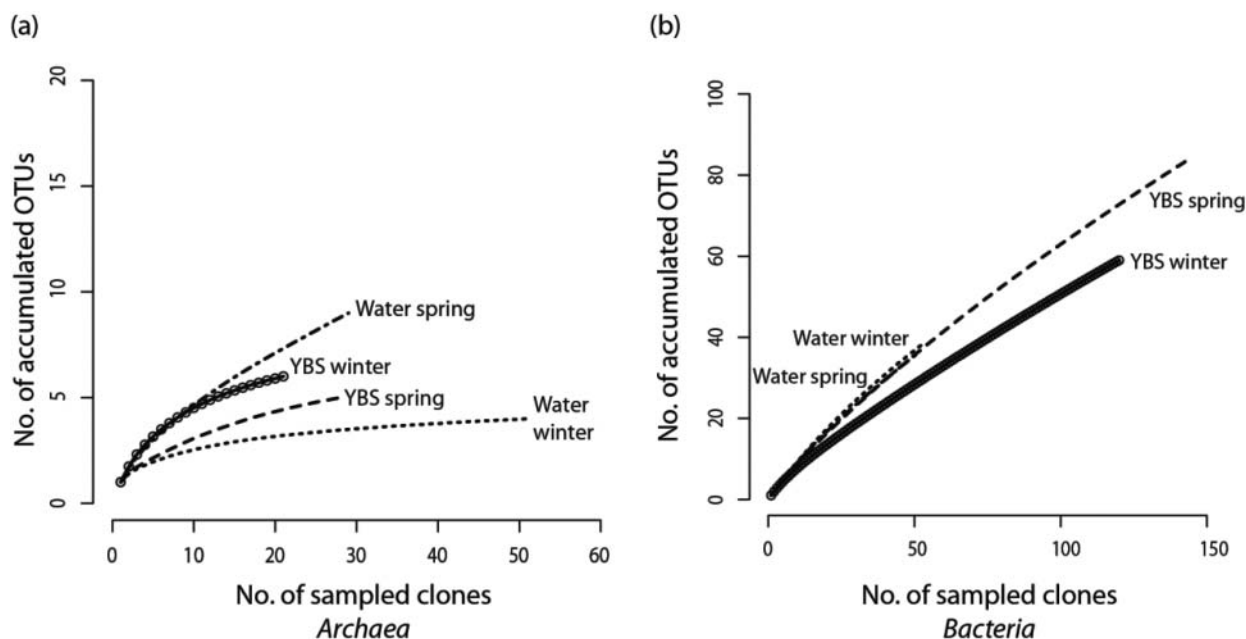 (a)
No. of accumulated OTUs
20
15
10
5
0
Water spring
YBS winter
YBS spring
Water
winter
0 10 20 30 40 50 60
No. of sampled clones
Archaea
(b)
No. of accumulated OTUs
100
80
60
40
20
0
YBS spring
YBS winter
Water winter
Water spring
0 50 100 150
No. of sampled clones
Bacteria